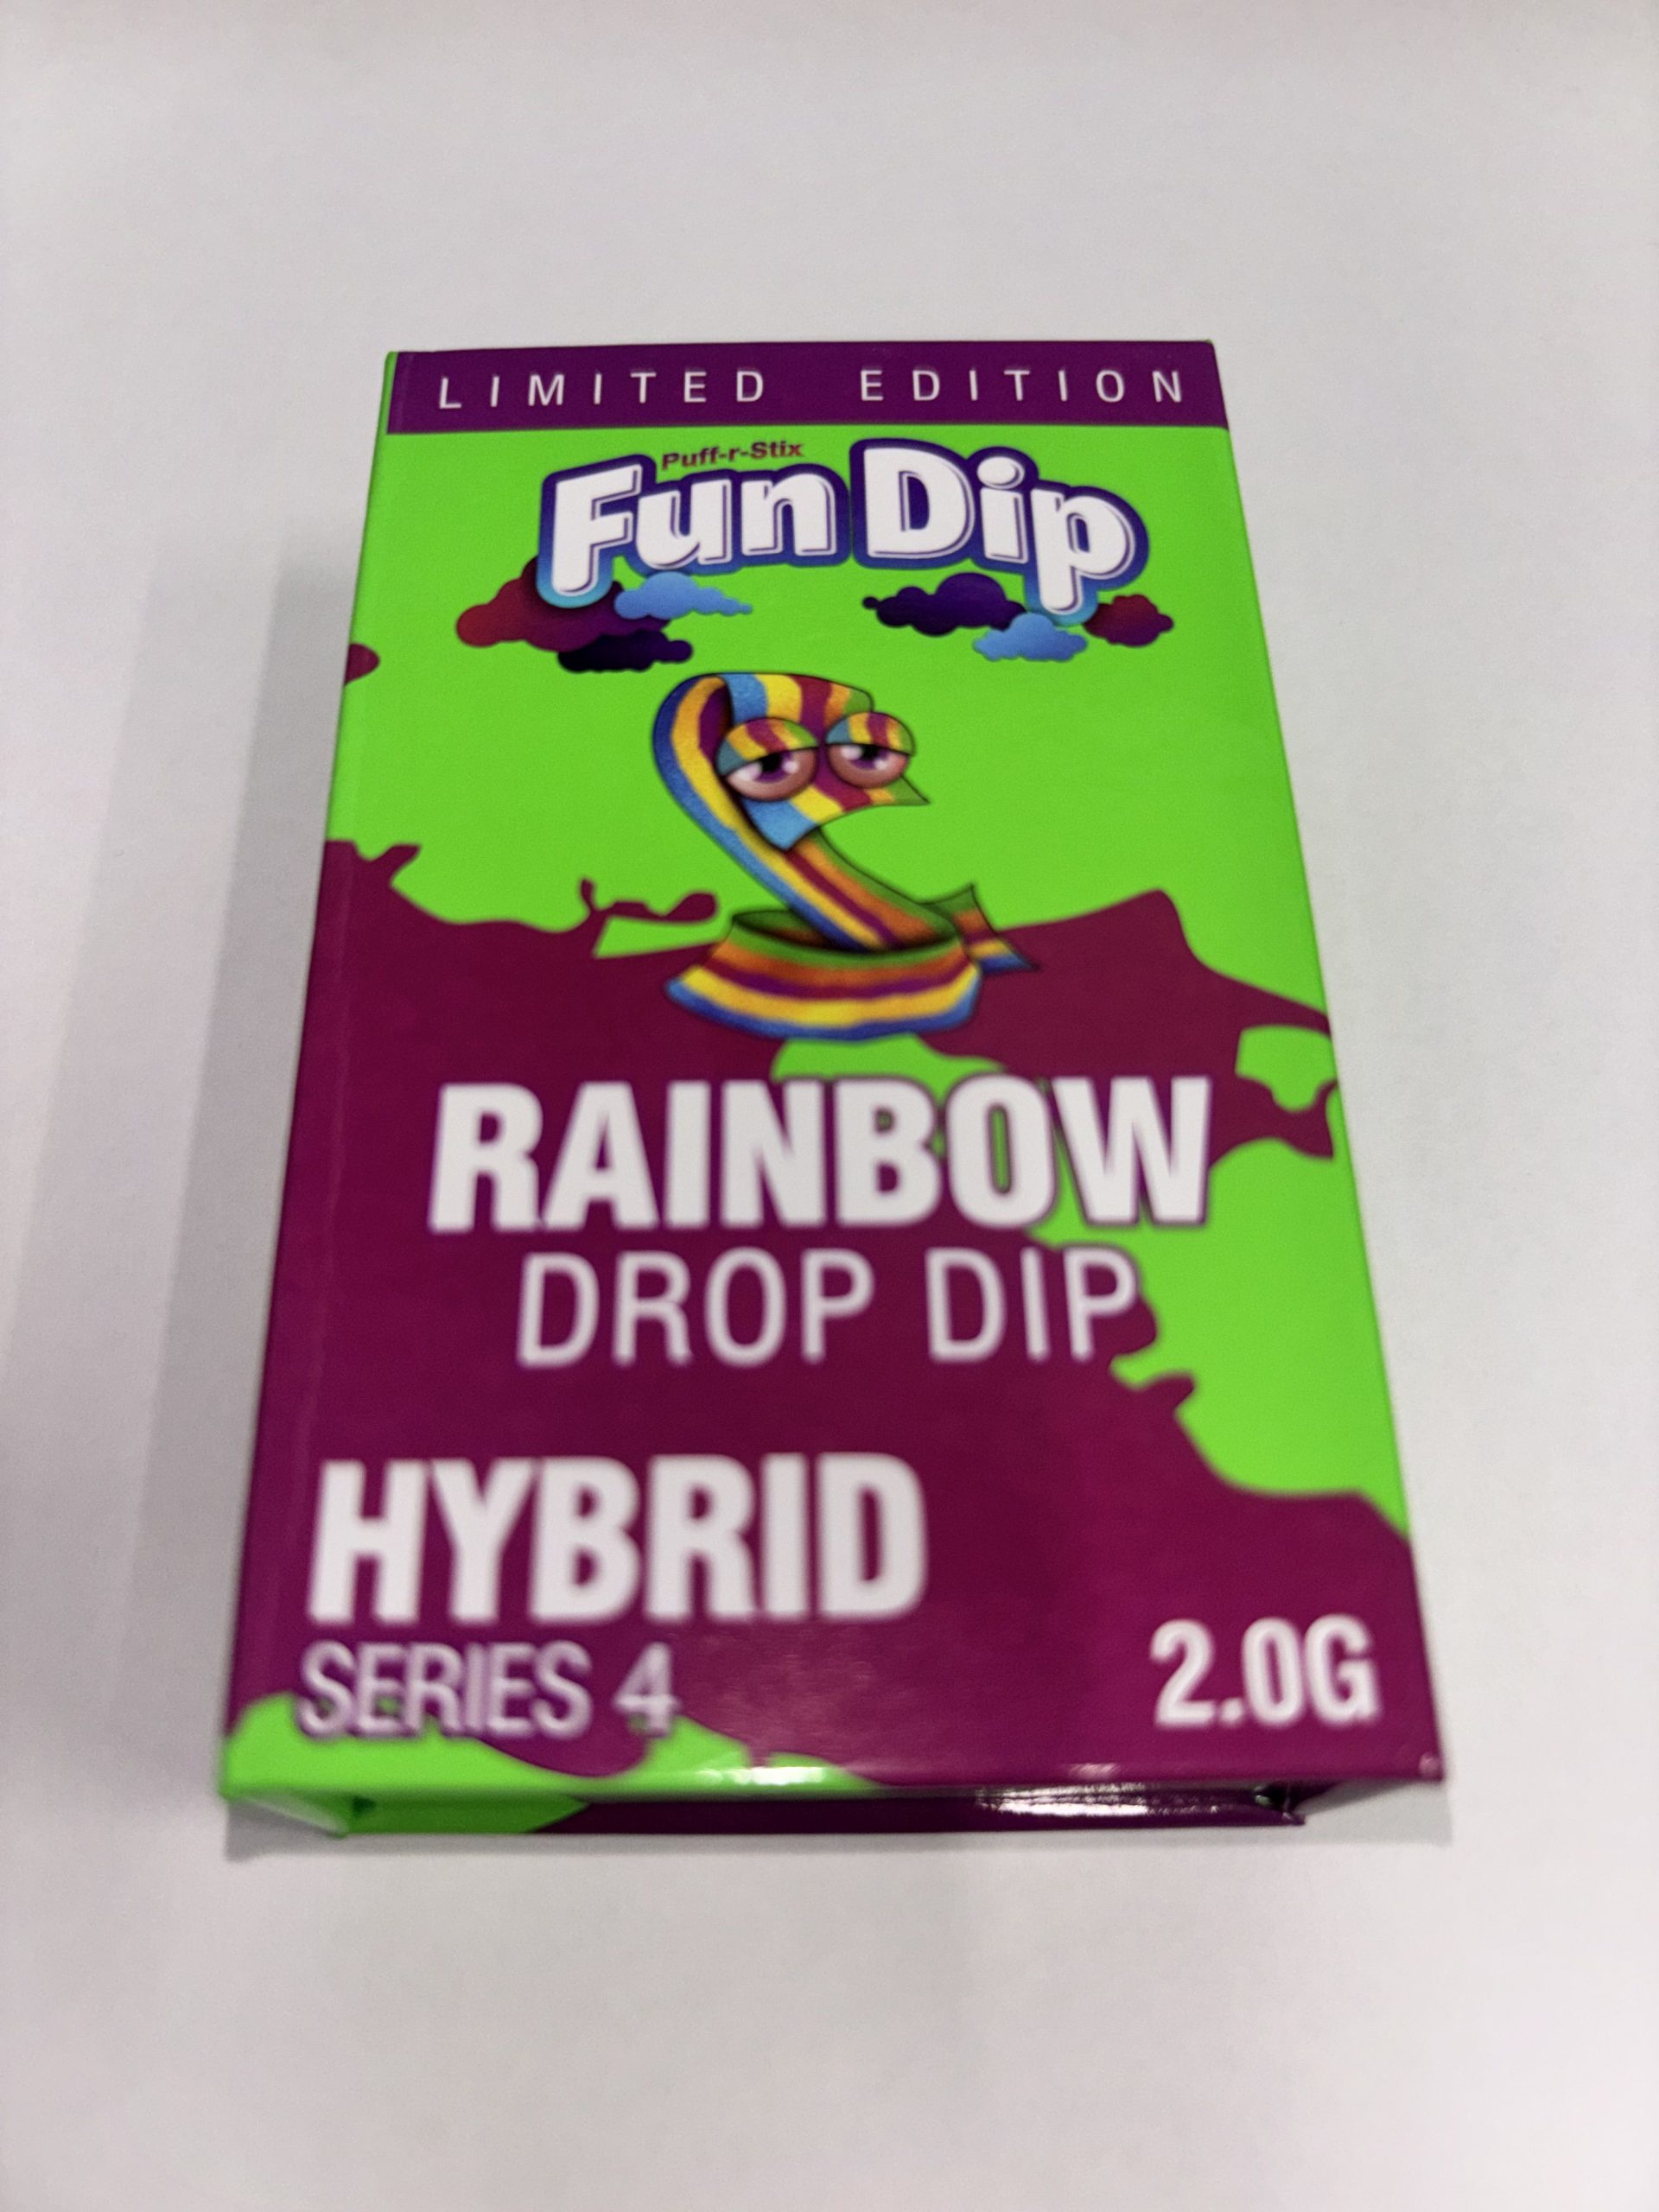 LIMITED EDITION
Puff-r-Stix
Fun Dip
RAINBOW
DROP DIP
HYBRID
SERIES 4
2.0G